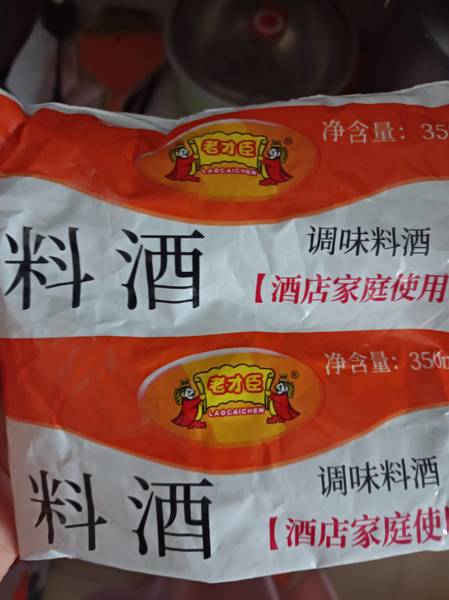 老才臣®
LAOCAICHEN
净含量：35
料酒
调味料酒
【酒店家庭使用
老才臣®
LAOCAICHEN
净含量：350m
料酒
调味料酒
【酒店家庭使